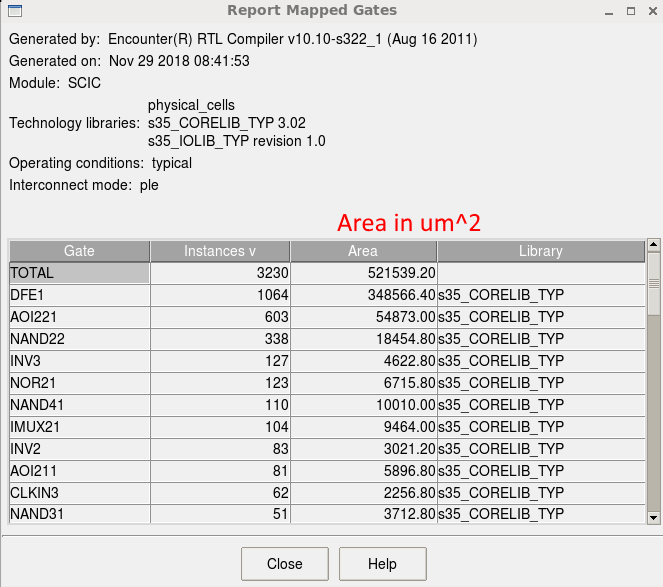 Report Mapped Gates
Generated by: Encounter(R) RTL Compiler v10.10-s322_1 (Aug 16 2011)
Generated on: Nov 29 2018 08:41:53
Module: SCIC
physical_cells
Technology libraries: s35_CORELIB_TYP 3.02
s35_IOLIB_TYP revision 1.0
Operating conditions: typical
Interconnect mode: ple
Area in um^2
Gate Instances v Area Library
TOTAL 3230 521539.20
DFE1 1064 348566.40 s35_CORELIB_TYP
AOI221 603 54873.00 s35_CORELIB_TYP
NAND22 338 18454.80 s35_CORELIB_TYP
INV3 127 4622.80 s35_CORELIB_TYP
NOR21 123 6715.80 s35_CORELIB_TYP
NAND41 110 10010.00 s35_CORELIB_TYP
IMUX21 104 9464.00 s35_CORELIB_TYP
INV2 83 3021.20 s35_CORELIB_TYP
AOI211 81 5896.80 s35_CORELIB_TYP
CLKIN3 62 2256.80 s35_CORELIB_TYP
NAND31 51 3712.80 s35_CORELIB_TYP
Close Help